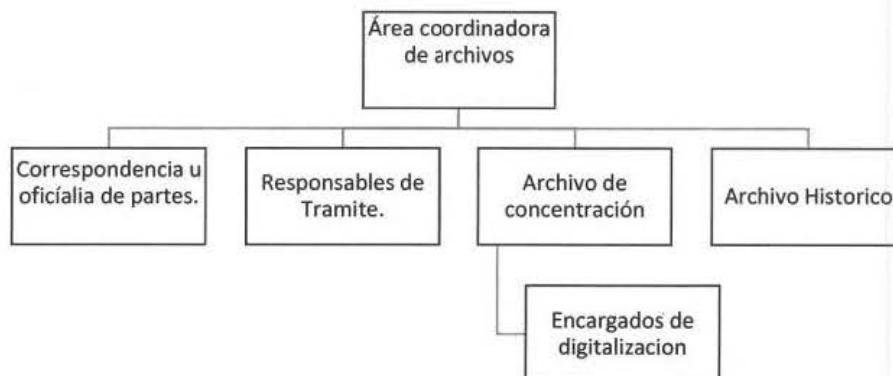 Área coordinadora
de archivos
Correspondencia u
oficíalia de partes.
Responsables de
Tramite.
Archivo de
concentración
Archivo Historico
Encargados de
digitalizacion